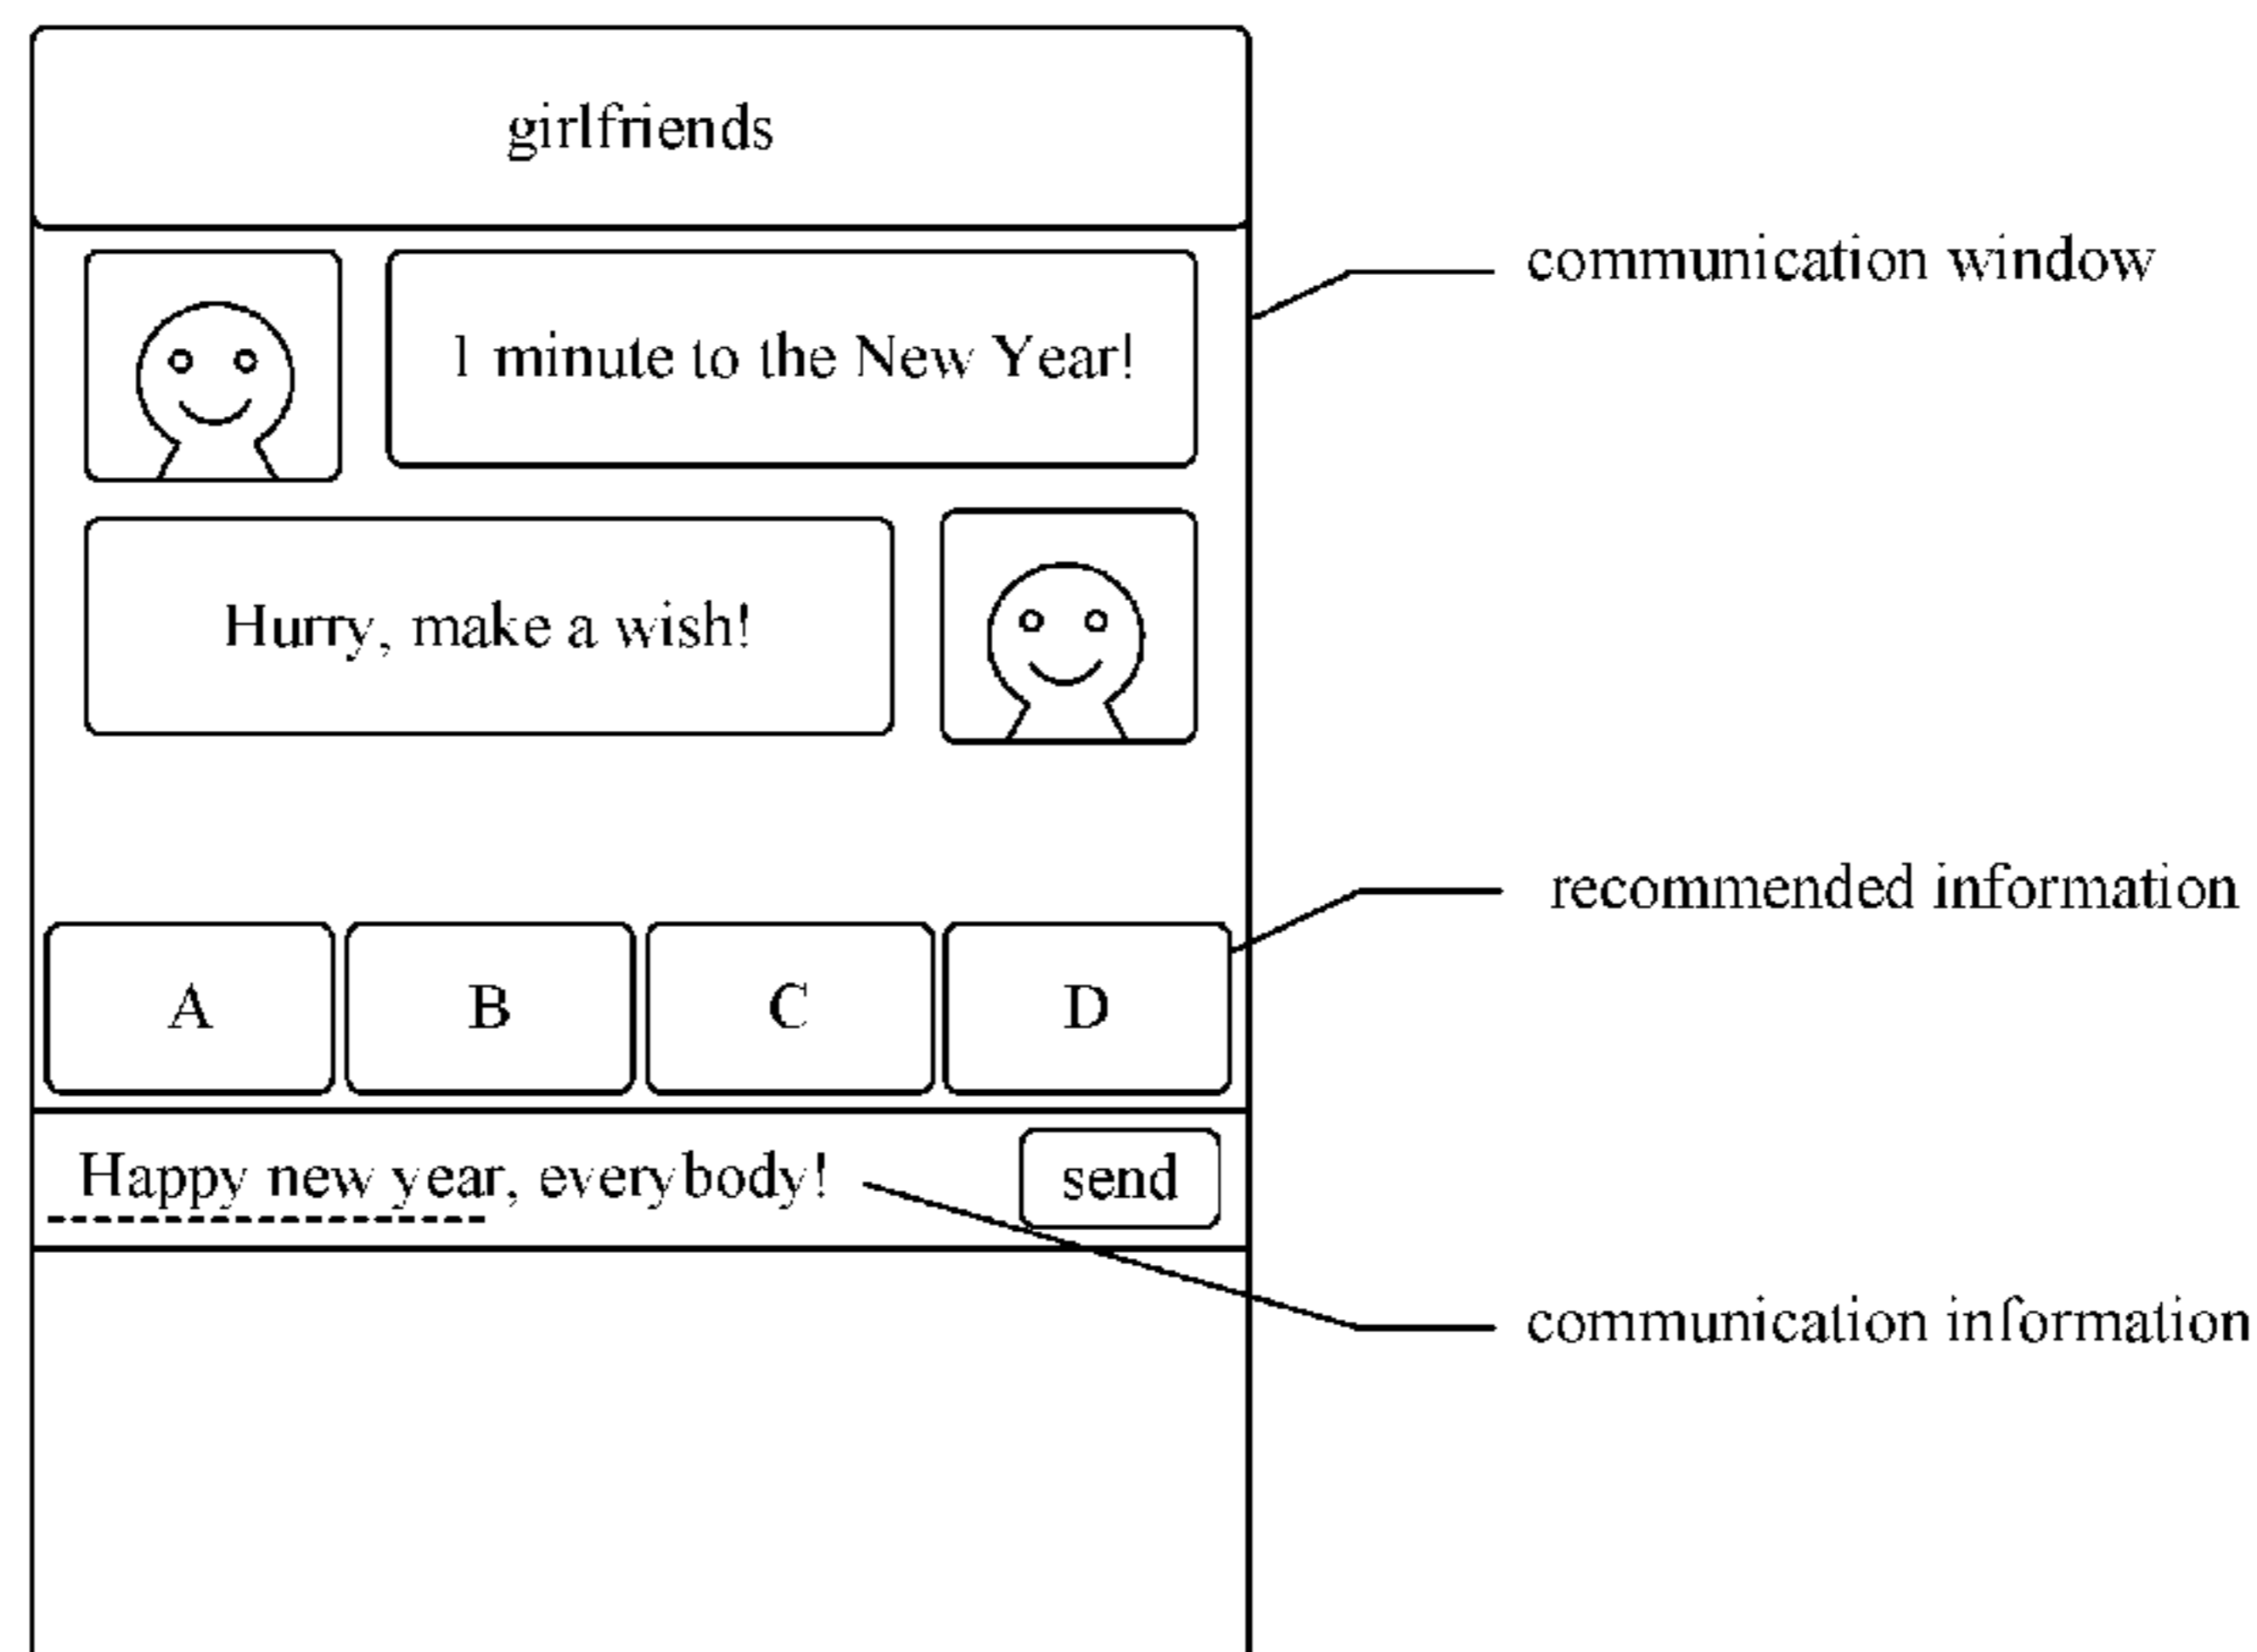 girlfriends
communication window
1 minute to the New Year!
Hurry, make a wish!
recommended information
A B C D
Happy new year, everybody! send
communication information